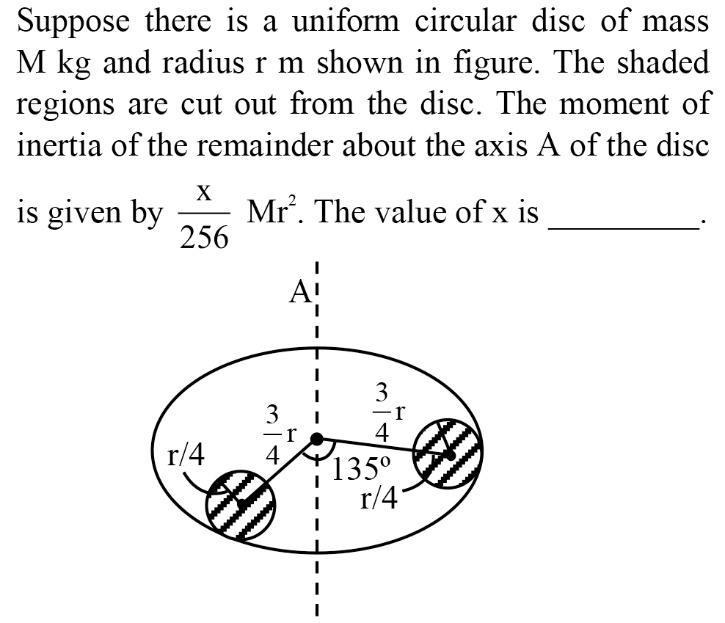 Suppose there is a uniform circular disc of mass
M kg and radius r m shown in figure. The shaded
regions are cut out from the disc. The moment of
inertia of the remainder about the axis A of the disc
is given by x/256 Mr². The value of x is ________.
A
3/4 r
3/4 r
r/4
135º
r/4